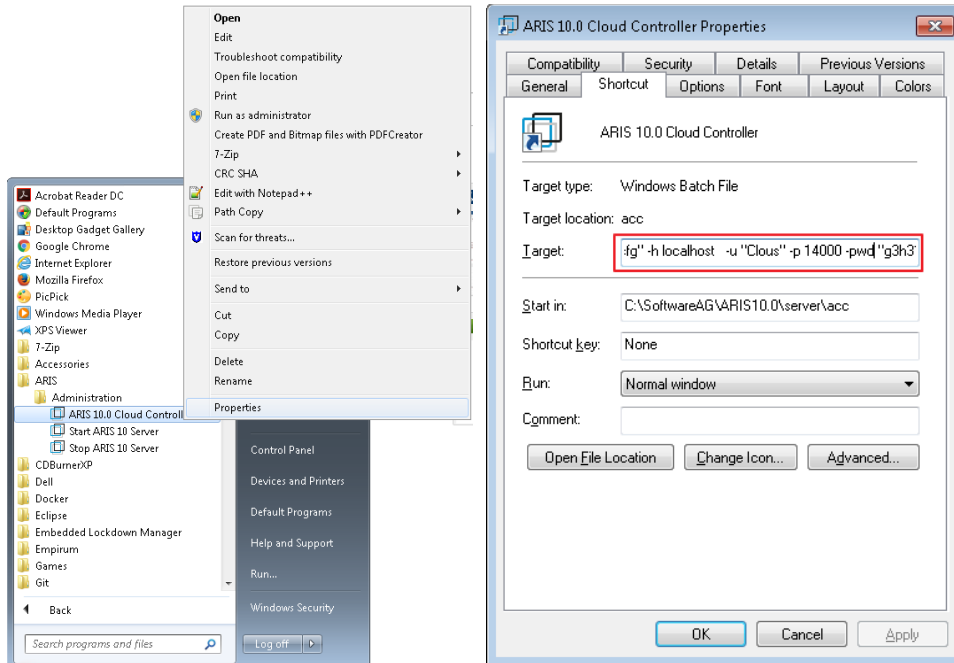 Open
Edit
Troubleshoot compatibility
Open file location
Print
Run as administrator
Create PDF and Bitmap files with PDFCreator
7-Zip
CRC SHA
Edit with Notepad++
Path Copy
Scan for threats...
Restore previous versions
Send to
Cut
Copy
Delete
Rename
Properties
Acrobat Reader DC
Default Programs
Desktop Gadget Gallery
Google Chrome
Internet Explorer
Mozilla Firefox
PicPick
Windows Media Player
XPS Viewer
7-Zip
Accessories
ARIS
Administration
ARIS 10.0 Cloud Controll
Start ARIS 10 Server
Stop ARIS 10 Server
CDBurnerXP
Dell
Docker
Eclipse
Embedded Lockdown Manager
Empirum
Games
Git
Back
Search programs and files
Control Panel
Devices and Printers
Default Programs
Help and Support
Run...
Windows Security
Log off
ARIS 10.0 Cloud Controller Properties
Compatibility Security Details Previous Versions
General Shortcut Options Font Layout Colors
ARIS 10.0 Cloud Controller
Target type: Windows Batch File
Target location: acc
Target: :fg" -h localhost -u "Clous" -p 14000 -pwd "g3h3
Start in: C:\SoftwareAG\ARIS10.0\server\acc
Shortcut key: None
Run: Normal window
Comment:
Open File Location Change Icon... Advanced...
OK Cancel Apply